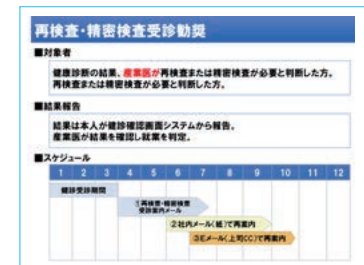 再検査・精密検査受診勧奨
■対象者
健康診断の結果、産業医が再検査または精密検査が必要と判断した方。
再検査または精密検査が必要と判断した方。
■結果報告
結果は本人が健診確認画面システムから報告。
産業医が結果を確認し就業を判定。
■スケジュール
1 2 3 4 5 6 7 8 9 10 11 12
健診受診期間
①再検査・精密検査
受診案内メール
②社内メール(紙)で再案内
③Eメール(上司CC)で再案内